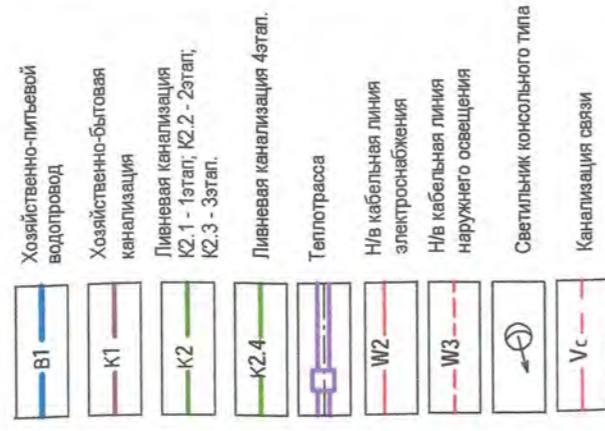 B1
Хозяйственно-питьевой
водопровод
K1
Хозяйственно-бытовая
канализация
K2
Ливневая канализация
K2.1 - 1этап; K2.2 - 2этап;
K2.3 - 3этап.
K2.4
Ливневая канализация 4этап.
Теплотрасса
W2
Н/в кабельная линия
электроснабжения
W3
Н/в кабельная линия
наружнего освещения
Светильник консольного типа
Vc
Канализация связи